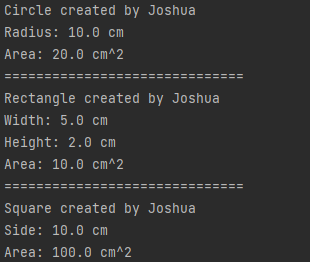 Circle created by Joshua
Radius: 10.0 cm
Area: 20.0 cm^2
==============================
Rectangle created by Joshua
Width: 5.0 cm
Height: 2.0 cm
Area: 10.0 cm^2
==============================
Square created by Joshua
Side: 10.0 cm
Area: 100.0 cm^2